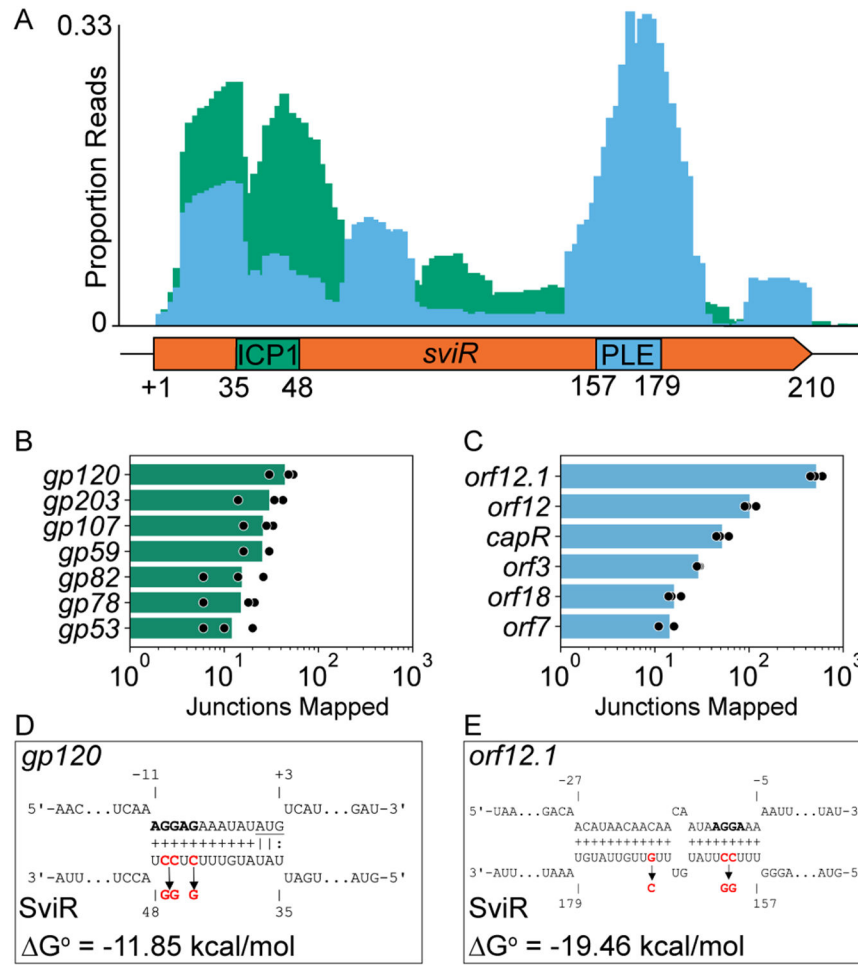 A
0.33
Proportion Reads
0
ICP1 sviR PLE
+1 35 48 157 179 210
B
gp120
gp203
gp107
gp59
gp82
gp78
gp53
10^0 10^1 10^2 10^3
Junctions Mapped
C
orf12.1
orf12
capR
orf3
orf18
orf7
10^0 10^1 10^2 10^3
Junctions Mapped
D
gp120
-11 +3
5'-AAC...UCAA UCAU...GAU-3'
AGGAGAAAUAUAUG
+++++++++++||:
UCCUCUUUGUAUAU
3'-AUU...UCCA UAGU...AUG-5'
GG G
SviR 48 35
ΔGº = -11.85 kcal/mol
E
orf12.1
-27 -5
5'-UAA...GACA CA AAUU...UAU-3'
ACAUAACAACAA AUAAGGAAA
++++++++++++ +++++++++
UGUAUUGUUGUU UAUUCCUUU
3'-AUU...UAAA UG GGGA...AUG-5'
C GG
SviR 179 157
ΔGº = -19.46 kcal/mol